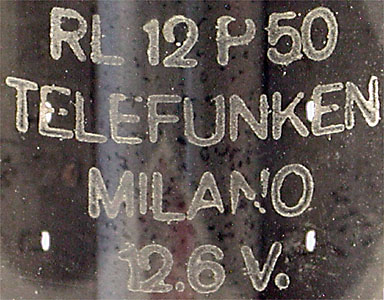 RL 12 P 50
TELEFUNKEN
MILANO
12.6 V.